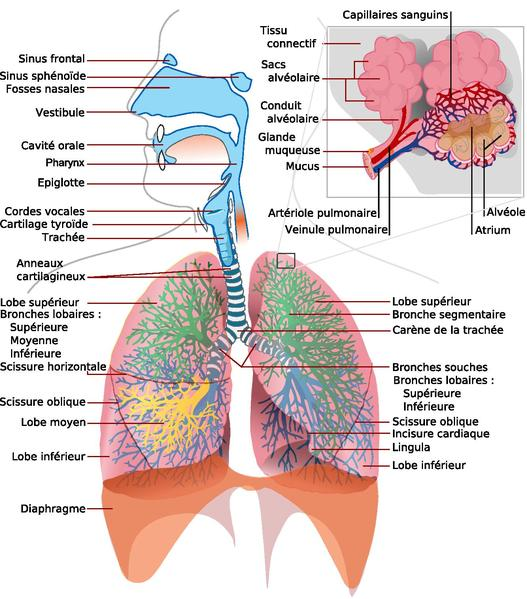 Capillaires sanguins
Tissu
connectif
Sacs
alvéolaire
Conduit
alvéolaire
Glande
muqueuse
Mucus
Artériole pulmonaire
Veinule pulmonaire
Alvéole
Atrium
Sinus frontal
Sinus sphénoïde
Fosses nasales
Vestibule
Cavité orale
Pharynx
Epiglotte
Cordes vocales
Cartilage tyroïde
Trachée
Anneaux
cartilagineux
Lobe supérieur
Bronches lobaires :
Supérieure
Moyenne
Inférieure
Scissure horizontale
Scissure oblique
Lobe moyen
Lobe inférieur
Diaphragme
Lobe supérieur
Bronche segmentaire
Carène de la trachée
Bronches souches
Bronches lobaires :
Supérieure
Inférieure
Scissure oblique
Incisure cardiaque
Lingula
Lobe inférieur